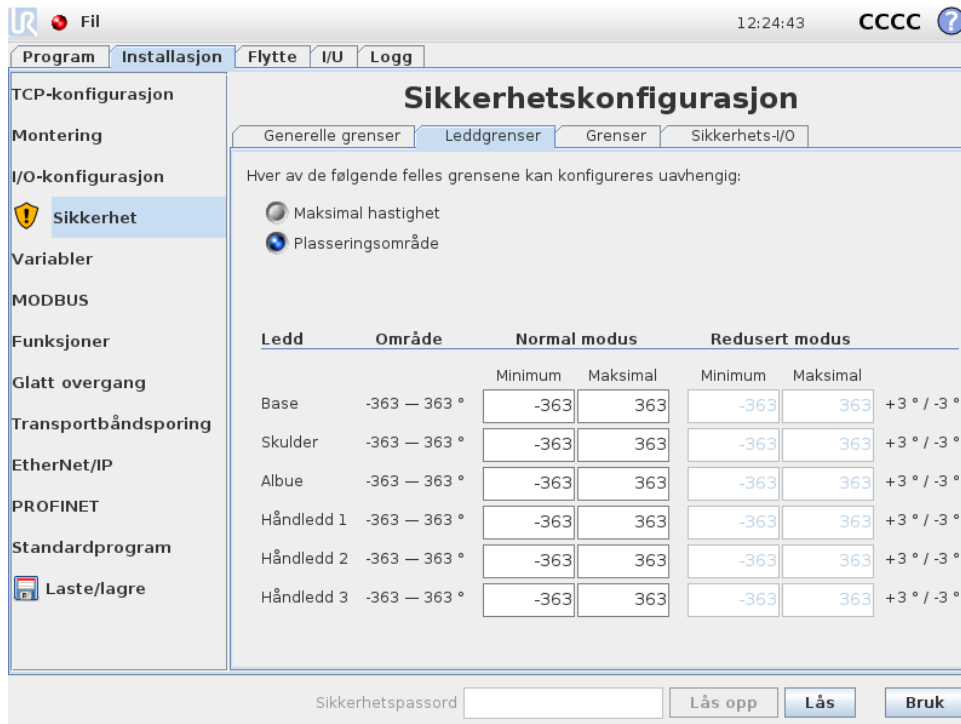 UR Fil 12:24:43 CCCC ?
Program Installasjon Flytte I/U Logg
TCP-konfigurasjon
Montering
I/O-konfigurasjon
Sikkerhet
Variabler
MODBUS
Funksjoner
Glatt overgang
Transportbåndsporing
EtherNet/IP
PROFINET
Standardprogram
Laste/lagre
Sikkerhetskonfigurasjon
Generelle grenser Leddgrenser Grenser Sikkerhets-I/O
Hver av de følgende felles grensene kan konfigureres uavhengig:
Maksimal hastighet
Plasseringsområde
Ledd Område Normal modus Redusert modus
Minimum Maksimal Minimum Maksimal
Base -363 — 363 ° -363 363 -363 363 +3 ° / -3 °
Skulder -363 — 363 ° -363 363 -363 363 +3 ° / -3 °
Albue -363 — 363 ° -363 363 -363 363 +3 ° / -3 °
Håndledd 1 -363 — 363 ° -363 363 -363 363 +3 ° / -3 °
Håndledd 2 -363 — 363 ° -363 363 -363 363 +3 ° / -3 °
Håndledd 3 -363 — 363 ° -363 363 -363 363 +3 ° / -3 °
Sikkerhetspassord Lås opp Lås Bruk